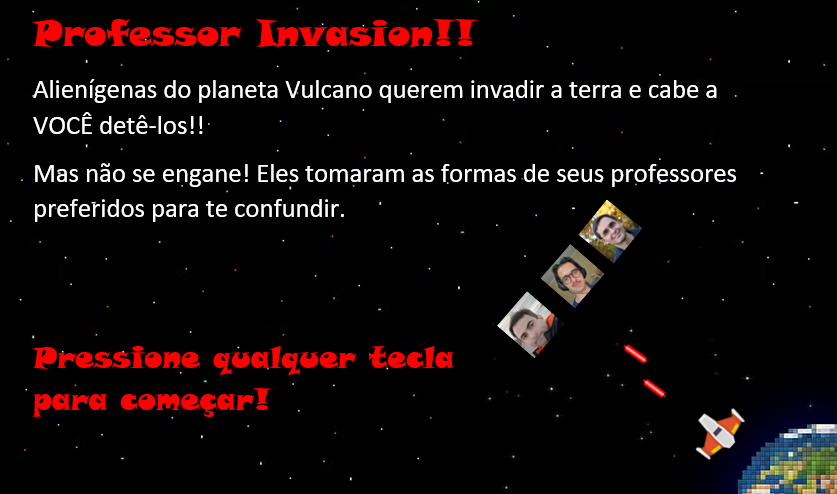 Professor Invasion!!
Alienígenas do planeta Vulcano querem invadir a terra e cabe a
VOCÊ detê-los!!
Mas não se engane! Eles tomaram as formas de seus professores
preferidos para te confundir.
Pressione qualquer tecla
para começar!